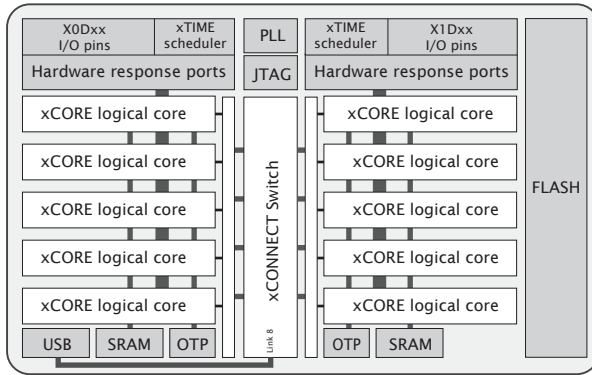 X0Dxx
I/O pins
xTIME
scheduler
PLL
xTIME
scheduler
X1Dxx
I/O pins
Hardware response ports
JTAG
Hardware response ports
FLASH
xCORE logical core
xCORE logical core
xCORE logical core
xCORE logical core
xCORE logical core
xCONNECT Switch
Link 8
xCORE logical core
xCORE logical core
xCORE logical core
xCORE logical core
xCORE logical core
USB
SRAM
OTP
OTP
SRAM